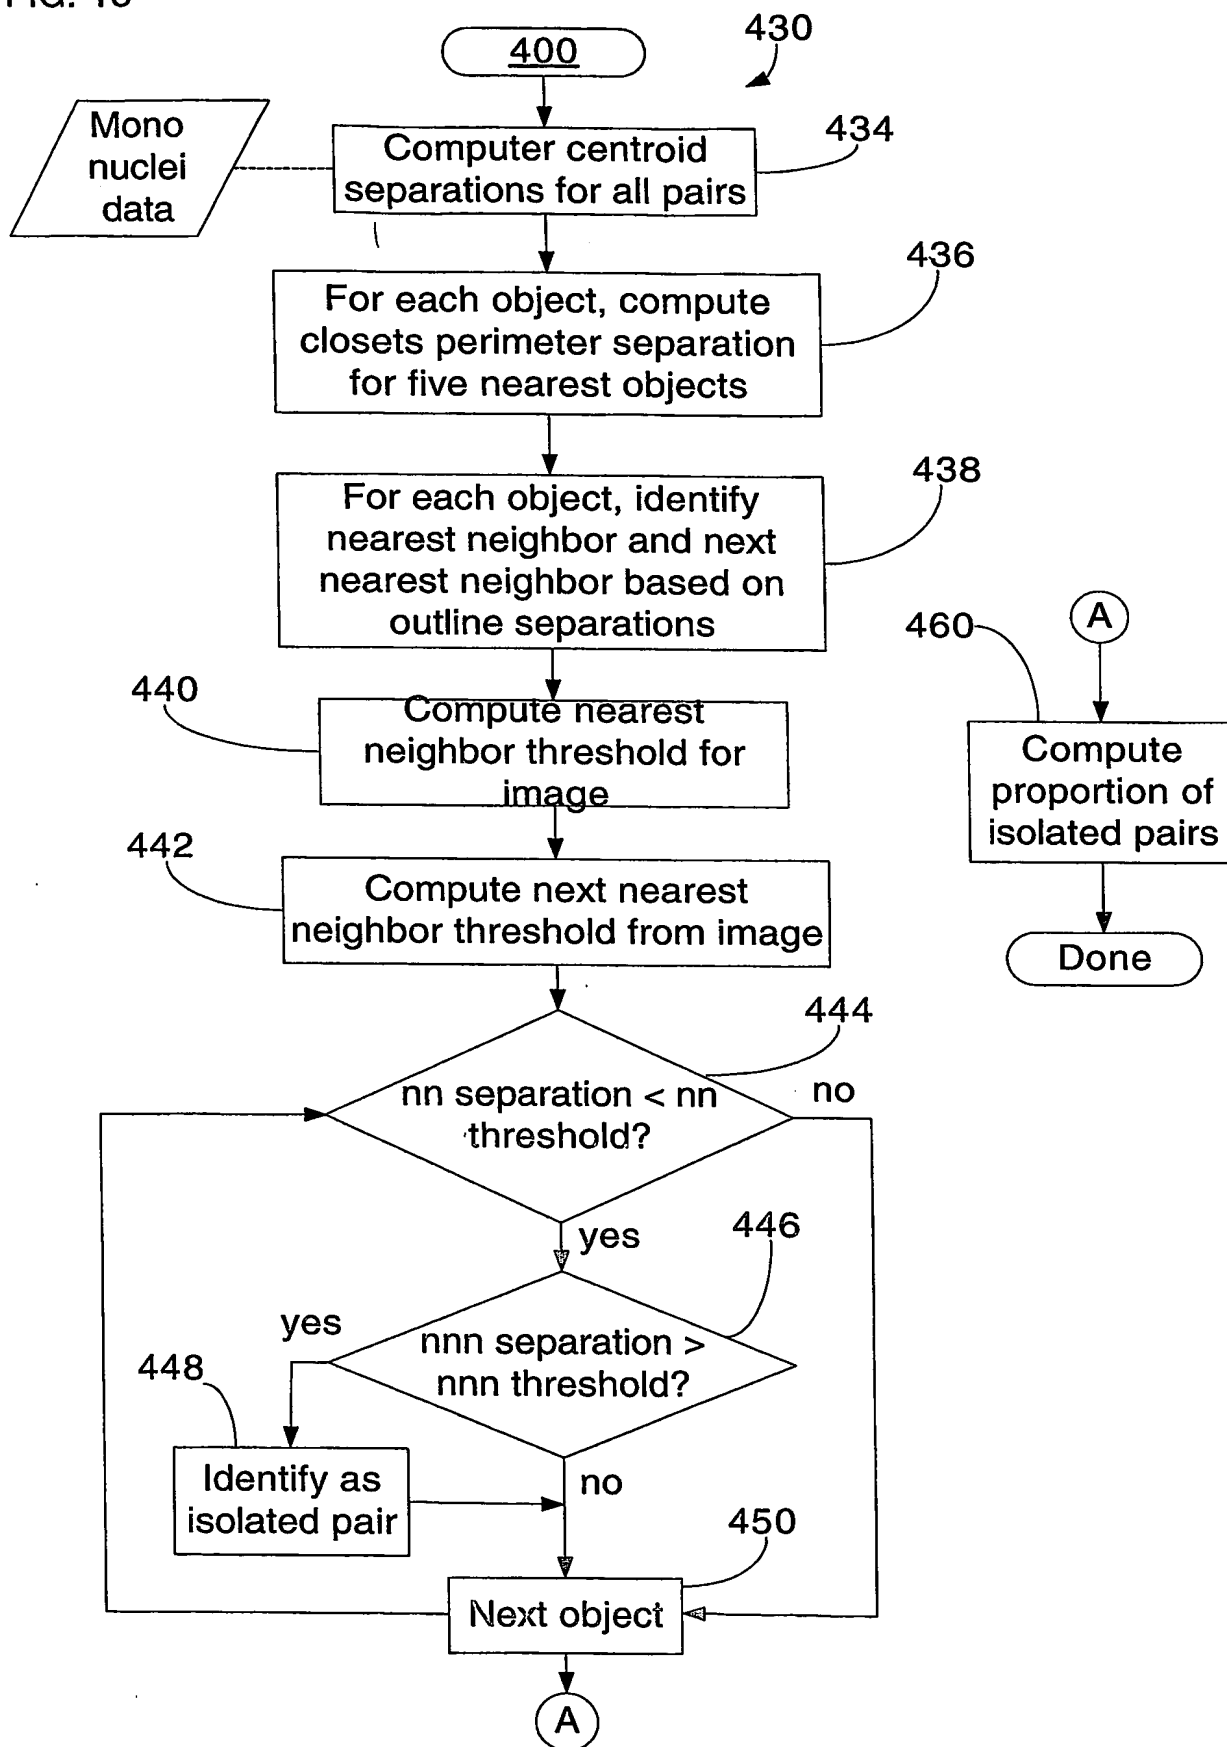 430
400
Mono
nuclei
data
434
Computer centroid
separations for all pairs
436
For each object, compute
closets perimeter separation
for five nearest objects
438
For each object, identify
nearest neighbor and next
nearest neighbor based on
outline separations
440
Compute nearest
neighbor threshold for
image
442
Compute next nearest
neighbor threshold from image
444
nn separation < nn
threshold?
no
yes
446
nnn separation >
nnn threshold?
yes
448
Identify as
isolated pair
no
450
Next object
A
A
460
Compute
proportion of
isolated pairs
Done